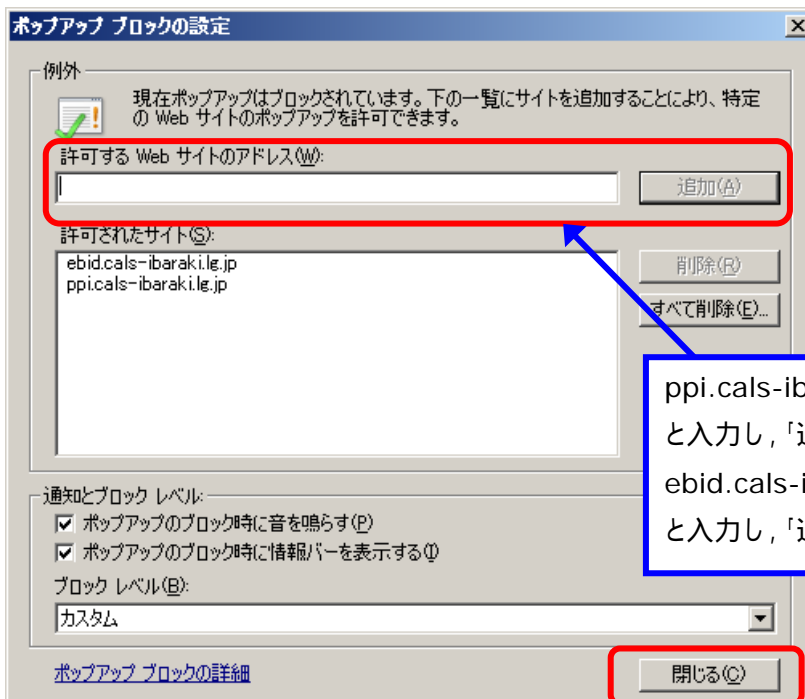 ポップアップ ブロックの設定
例外
現在ポップアップはブロックされています。下の一覧にサイトを追加することにより、特定
の Web サイトのポップアップを許可できます。
許可する Web サイトのアドレス(W):
追加(A)
許可されたサイト(S):
ebid.cals-ibaraki.lg.jp
ppi.cals-ibaraki.lg.jp
削除(R)
すべて削除(E)...
ppi.cals-ib
と入力し,「追
ebid.cals-i
と入力し,「追
通知とブロック レベル:
ポップアップのブロック時に音を鳴らす(P)
ポップアップのブロック時に情報バーを表示する(I)
ブロック レベル(B):
カスタム
ポップアップ ブロックの詳細
閉じる(C)